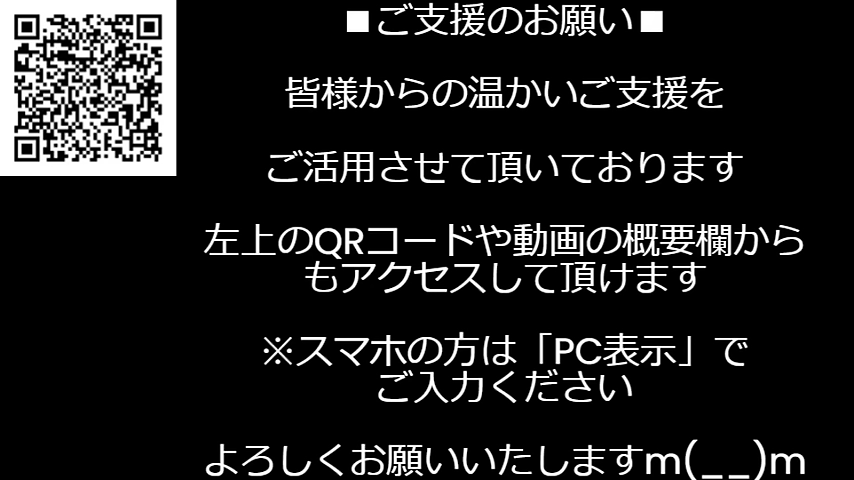 ■ご支援のお願い■
皆様からの温かいご支援を
ご活用させて頂いております
左上のQRコードや動画の概要欄から
もアクセスして頂けます
※スマホの方は「PC表示」で
ご入力ください
よろしくお願いいたしますm(__)m